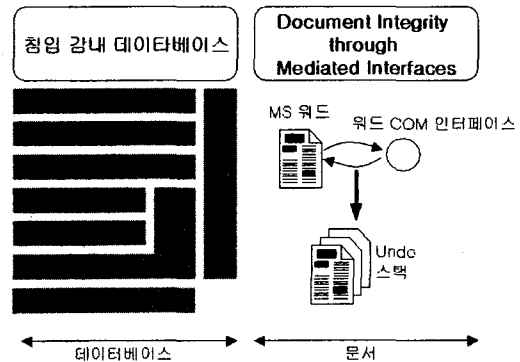 침입 감내 데이타베이스
Document Integrity
through
Mediated Interfaces
MS 워드
워드 COM 인터페이스
Undo
스택
데이터베이스
문서